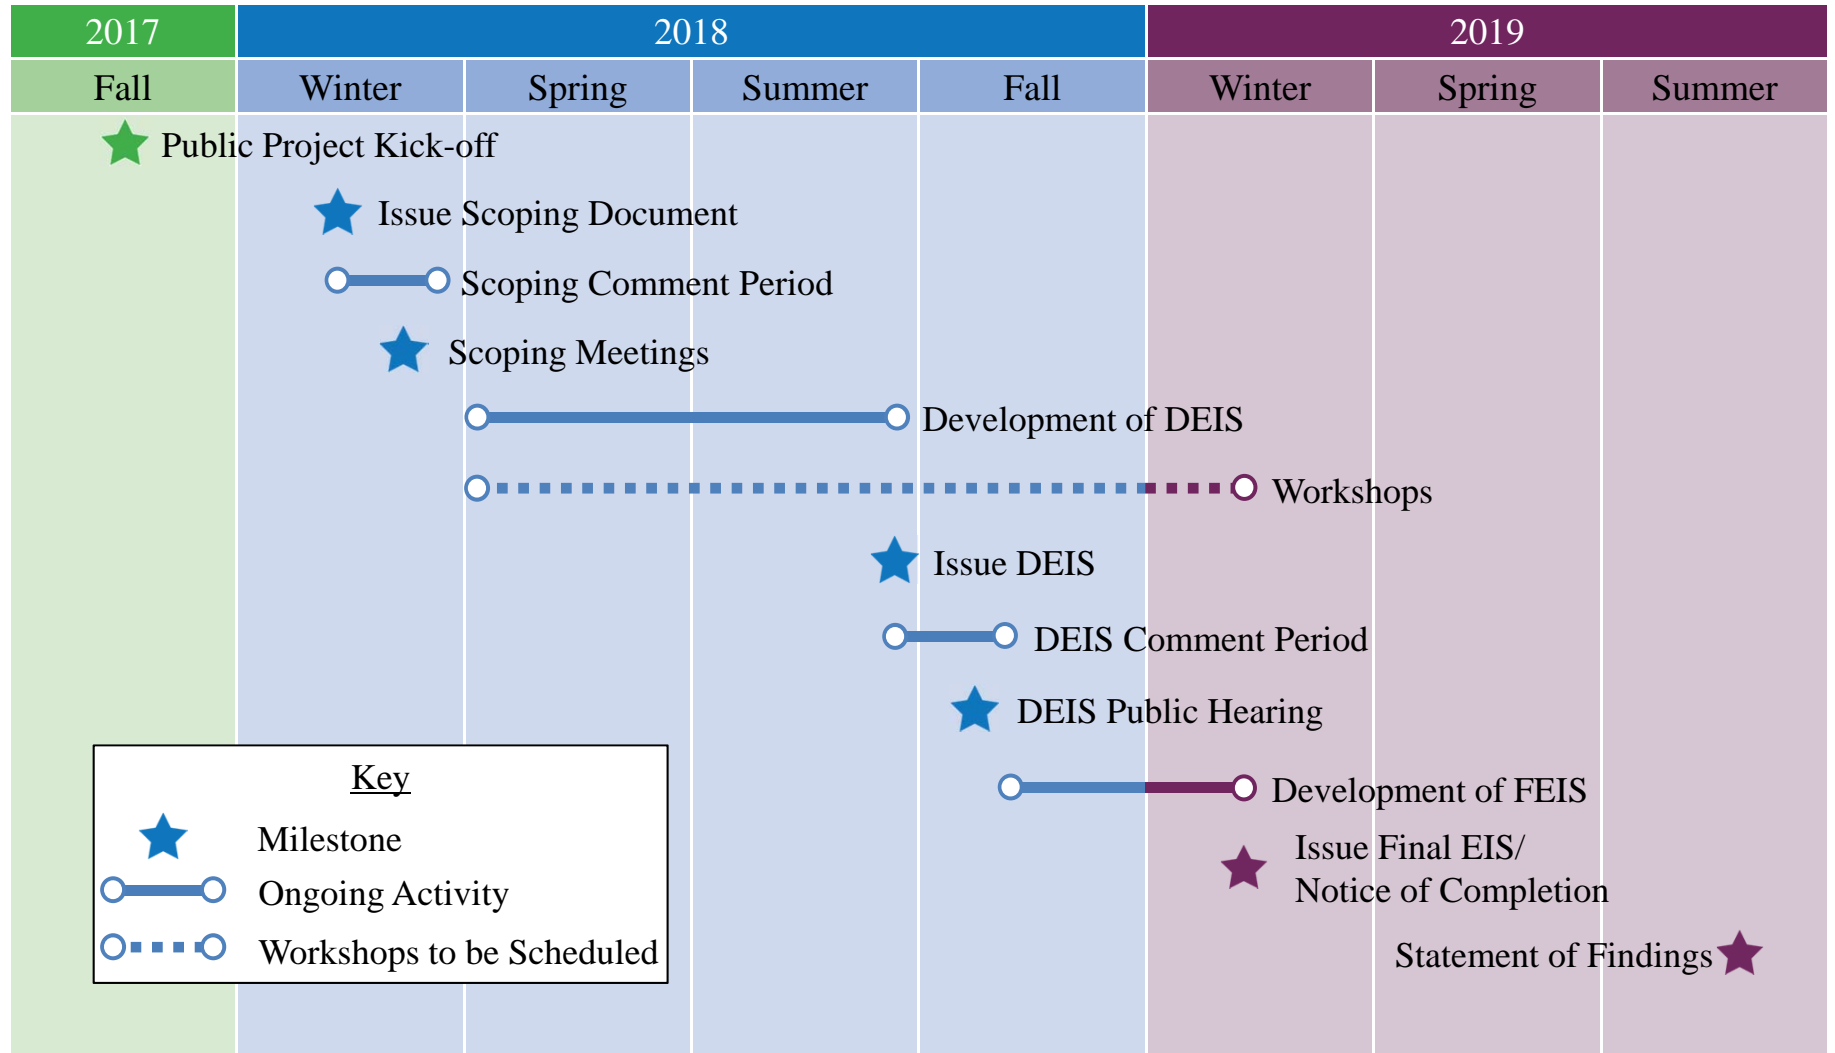 2017 2018 2019
Fall Winter Spring Summer Fall Winter Spring Summer
Public Project Kick-off
Issue Scoping Document
Scoping Comment Period
Scoping Meetings
Development of DEIS
Workshops
Issue DEIS
DEIS Comment Period
DEIS Public Hearing
Development of FEIS
Issue Final EIS/
Notice of Completion
Statement of Findings
Key
Milestone
Ongoing Activity
Workshops to be Scheduled